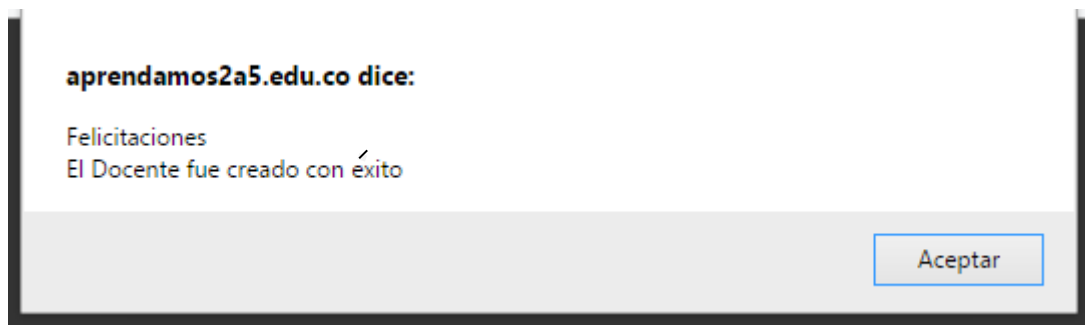 aprendamos2a5.edu.co dice:
Felicitaciones
El Docente fue creado con éxito
Aceptar